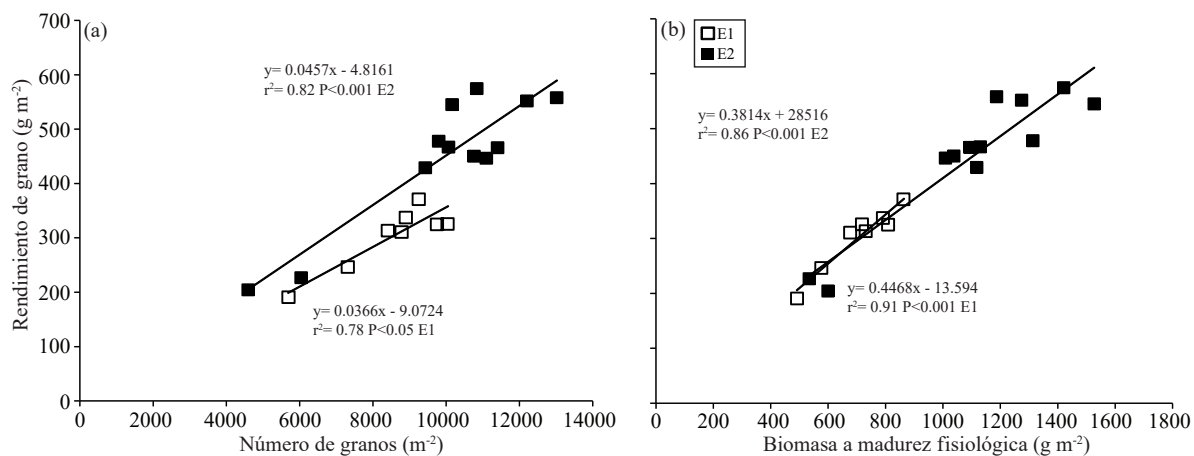 (a)
700
600
500
400
300
200
100
0
Rendimiento de grano (g m-2)
y= 0.0457x - 4.8161
r2= 0.82 P<0.001 E2
y= 0.0366x - 9.0724
r2= 0.78 P<0.05 E1
0 2000 4000 6000 8000 10000 12000 14000
Número de granos (m-2)
(b)
E1
E2
y= 0.3814x + 28516
r2= 0.86 P<0.001 E2
y= 0.4468x - 13.594
r2= 0.91 P<0.001 E1
0 200 400 600 800 1000 1200 1400 1600 1800
Biomasa a madurez fisiológica (g m-2)